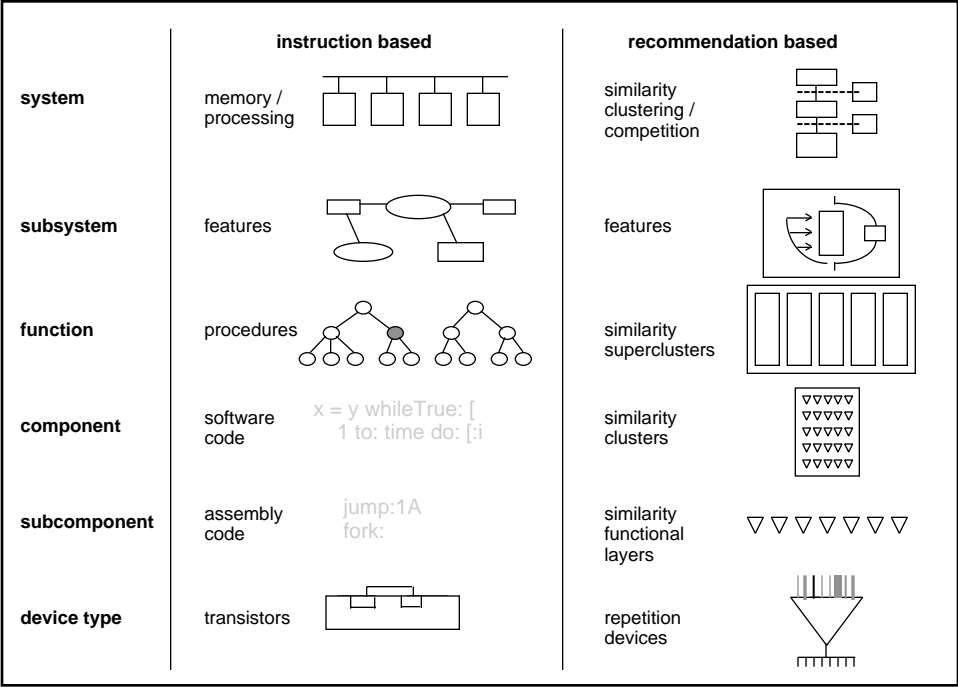 instruction based
recommendation based
system
memory /
processing
similarity
clustering /
competition
subsystem
features
features
function
procedures
similarity
superclusters
component
software
code
x = y whileTrue: [
1 to: time do: [:i
similarity
clusters
subcomponent
assembly
code
jump:1A
fork:
similarity
functional
layers
device type
transistors
repetition
devices